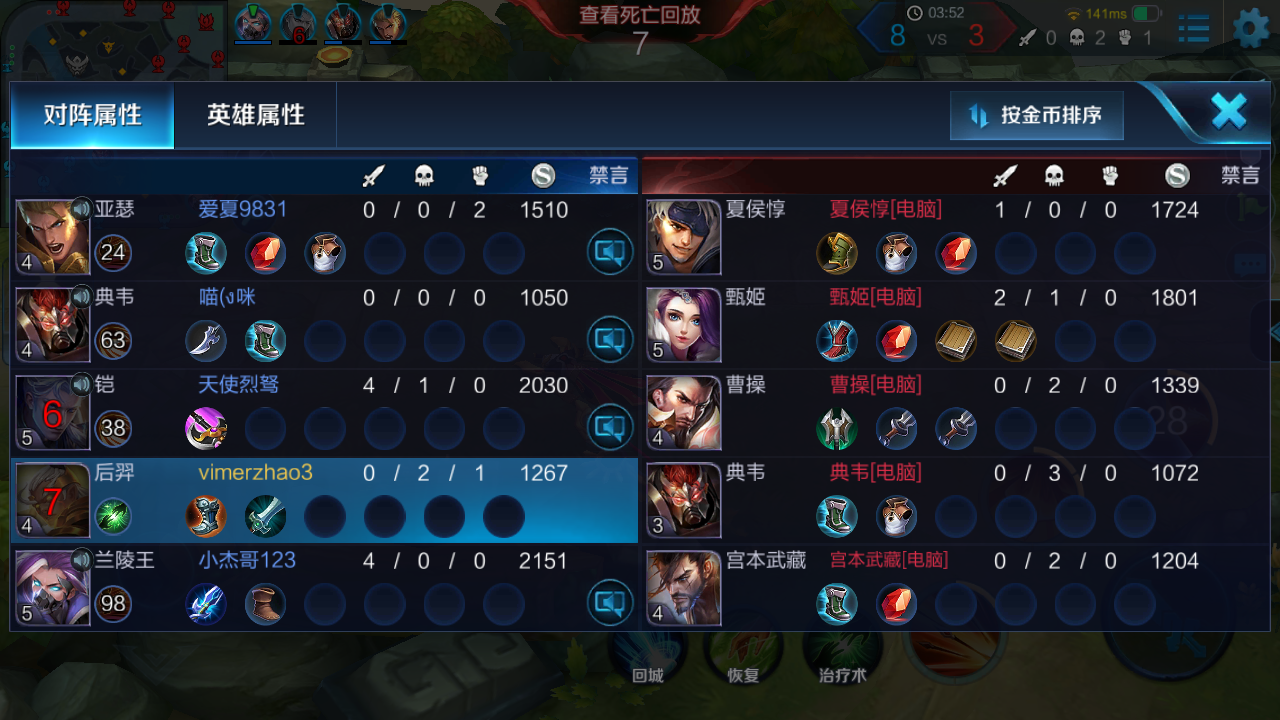 查看死亡回放
7
03:52
141ms
8 VS 3
0 2 1
6
对阵属性 英雄属性 按金币排序
禁言 禁言
亚瑟 爱夏9831 0 / 0 / 2 1510
4 24
夏侯惇 夏侯惇[电脑] 1 / 0 / 0 1724
5
典韦 喵(ง咪 0 / 0 / 0 1050
4 63
甄姬 甄姬[电脑] 2 / 1 / 0 1801
5
铠 天使烈驽 4 / 1 / 0 2030
6 5 38
曹操 曹操[电脑] 0 / 2 / 0 1339
4
28
后羿 vimerzhao3 0 / 2 / 1 1267
7 4
典韦 典韦[电脑] 0 / 3 / 0 1072
3
兰陵王 小杰哥123 4 / 0 / 0 2151
5 98
宫本武藏 宫本武藏[电脑] 0 / 2 / 0 1204
4
回城 恢复 治疗术